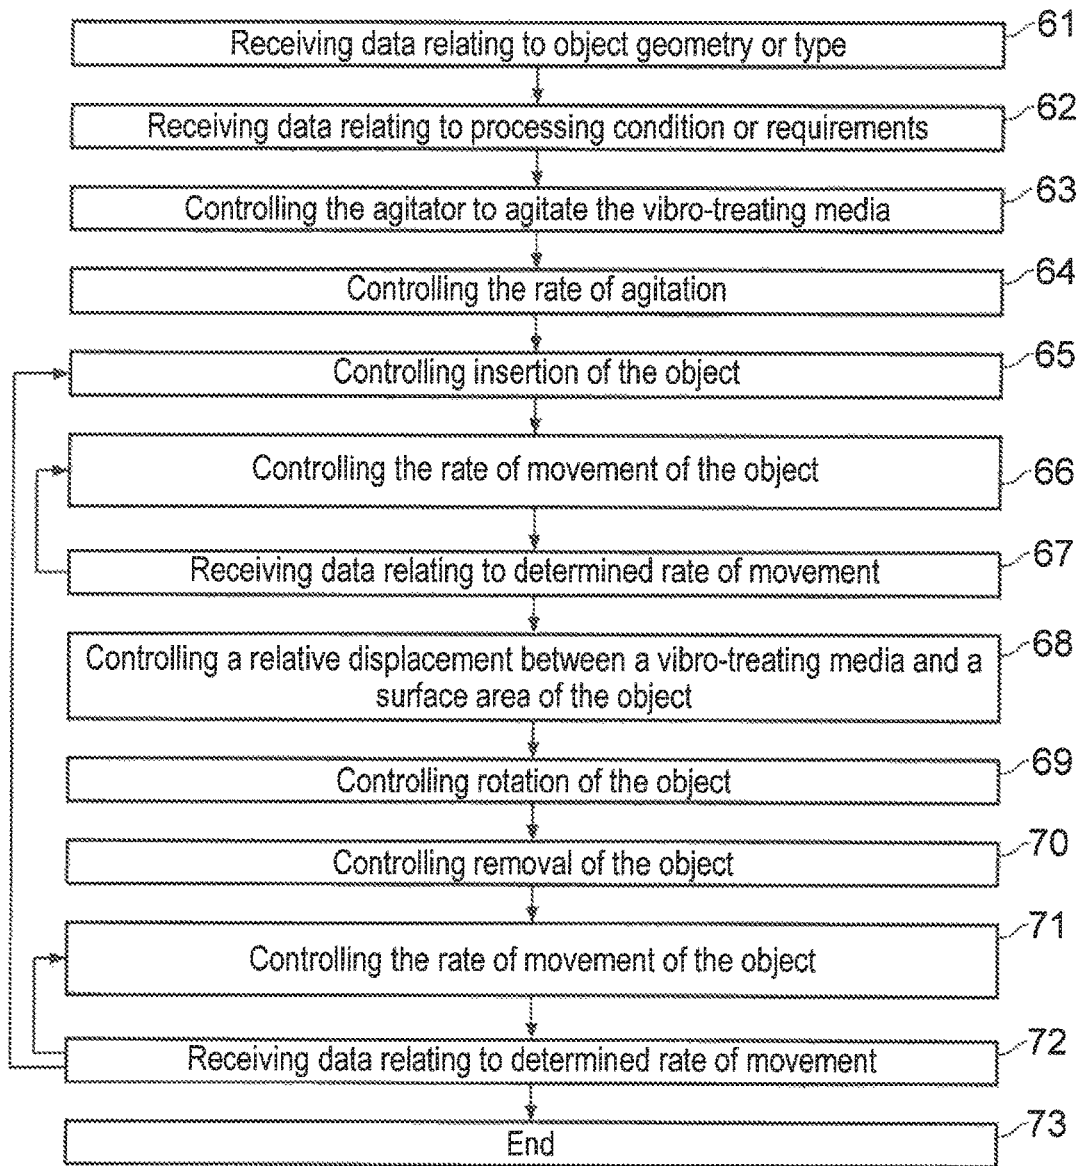 Receiving data relating to object geometry or type
61
Receiving data relating to processing condition or requirements
62
Controlling the agitator to agitate the vibro-treating media
63
Controlling the rate of agitation
64
Controlling insertion of the object
65
Controlling the rate of movement of the object
66
Receiving data relating to determined rate of movement
67
Controlling a relative displacement between a vibro-treating media and a
surface area of the object
68
Controlling rotation of the object
69
Controlling removal of the object
70
Controlling the rate of movement of the object
71
Receiving data relating to determined rate of movement
72
End
73